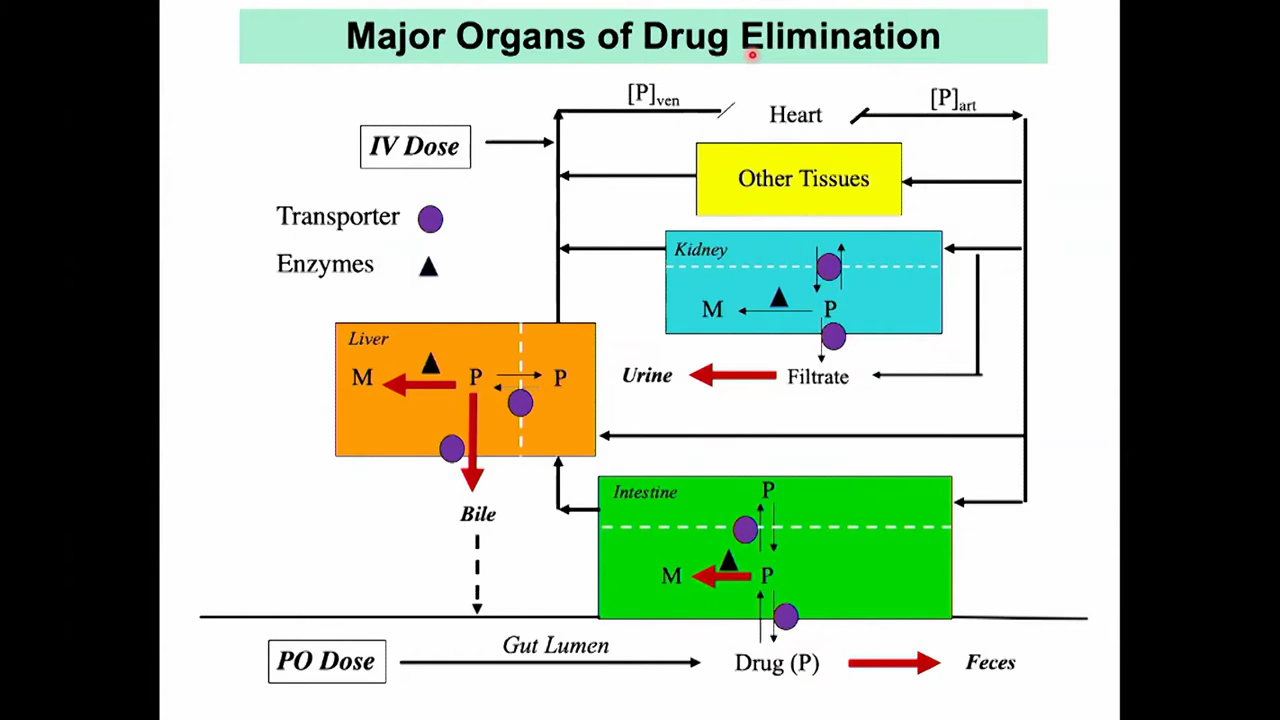 Major Organs of Drug Elimination
[P]ven
Heart
[P]art
IV Dose
Other Tissues
Transporter
Enzymes
Kidney
M
P
Liver
M
P
P
Urine
Filtrate
Intestine
P
Bile
M
P
Gut Lumen
PO Dose
Drug (P)
Feces